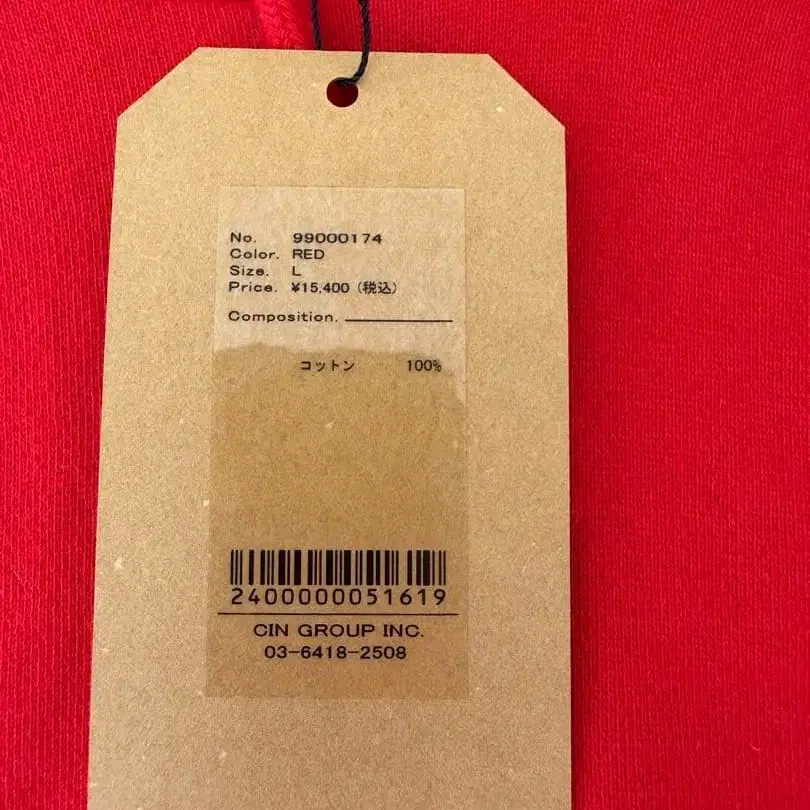 No. 99000174
Color. RED
Size. L
Price. ¥15,400 (税込)
Composition.
コットン 100%
2400000051619
CIN GROUP INC.
03-6418-2508